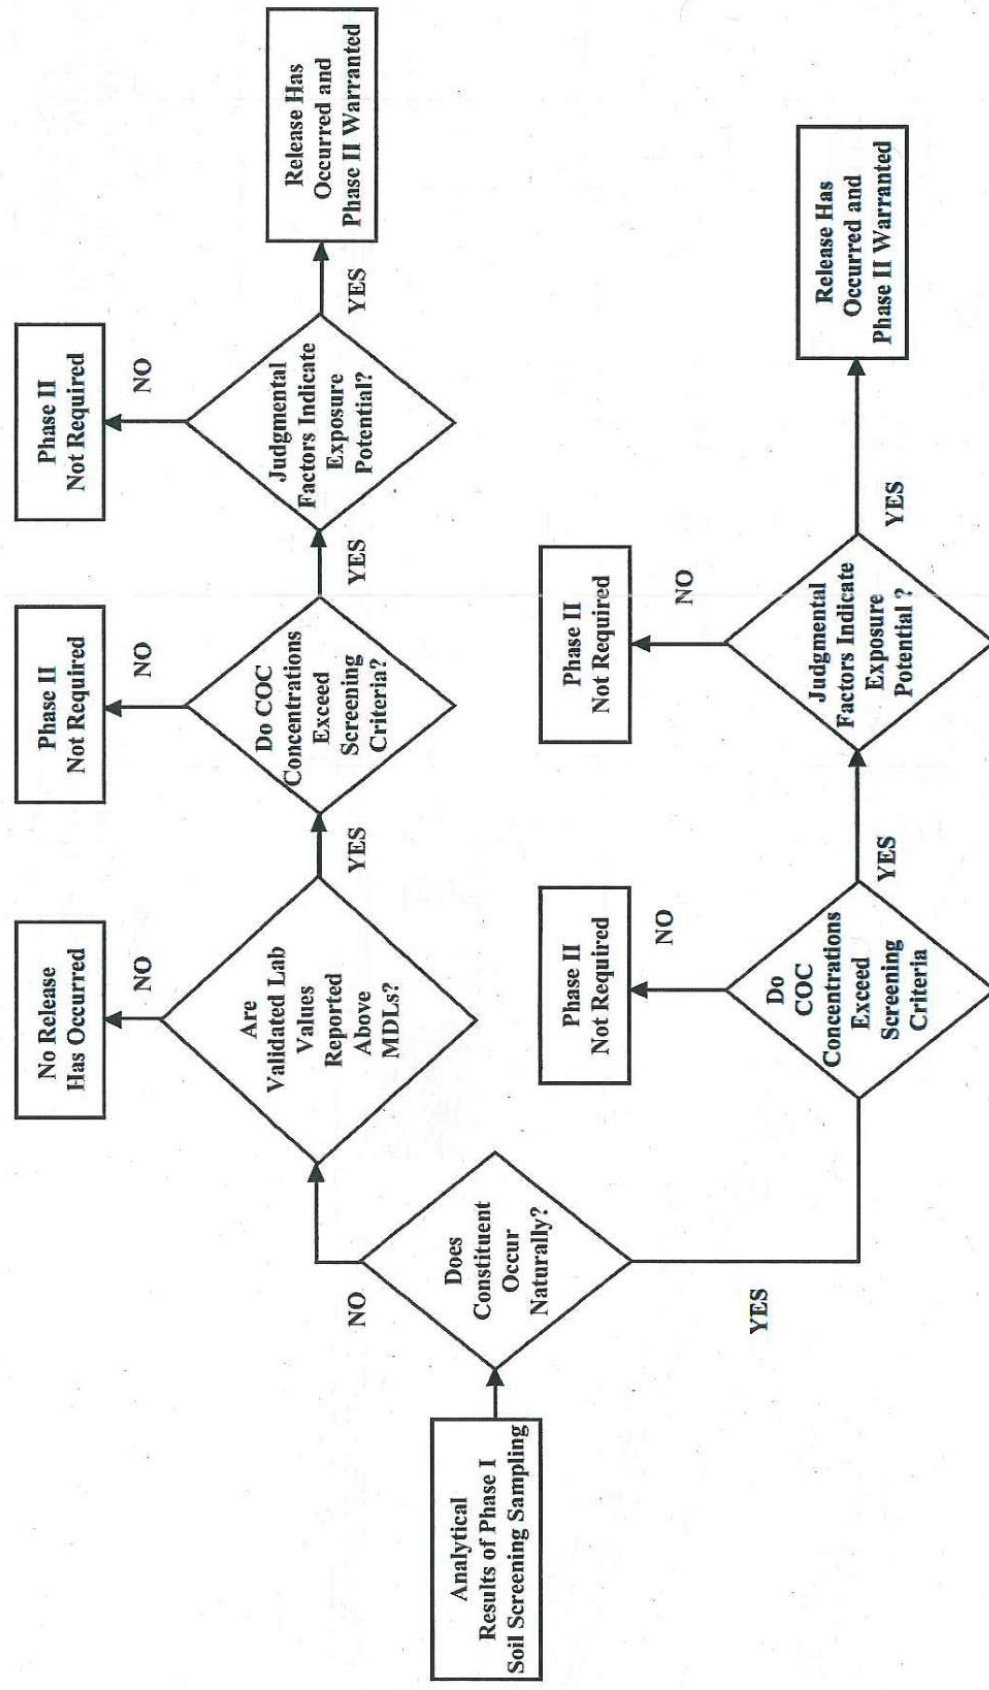 Analytical
Results of Phase I
Soil Screening Sampling
Does
Constituent
Occur
Naturally?
NO
YES
Are
Validated Lab
Values
Reported
Above
MDLs?
NO
No Release
Has Occurred
YES
Do COC
Concentrations
Exceed
Screening
Criteria?
NO
Phase II
Not Required
YES
Judgmental
Factors Indicate
Exposure
Potential?
NO
Phase II
Not Required
YES
Release Has
Occurred and
Phase II Warranted
Do
COC
Concentrations
Exceed
Screening
Criteria
NO
Phase II
Not Required
YES
Judgmental
Factors Indicate
Exposure
Potential ?
NO
Phase II
Not Required
YES
Release Has
Occurred and
Phase II Warranted